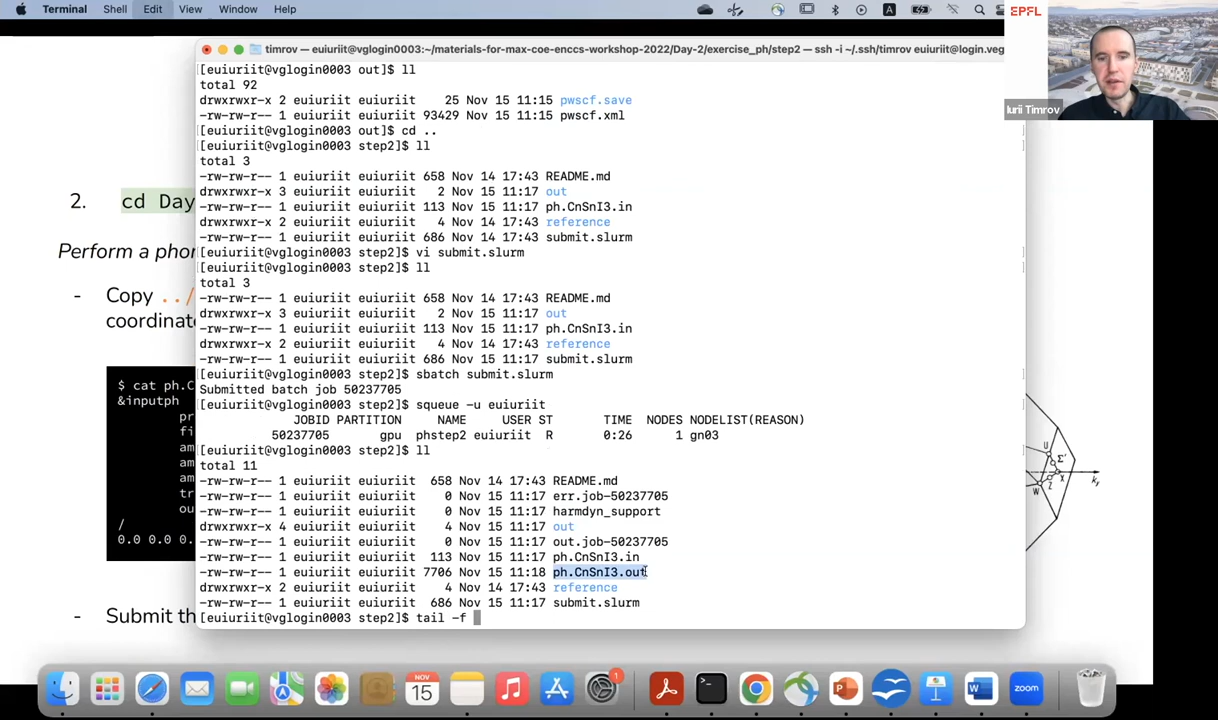 Terminal Shell Edit View Window Help
timrov — euiuriit@vglogin0003:~/materials-for-max-coe-enccs-workshop-2022/Day-2/exercise_ph/step2 — ssh -i ~/.ssh/timrov euiuriit@login.veg
EPFL
Iurii Timrov
[euiuriit@vglogin0003 out]$ ll
total 92
drwxrwxr-x 2 euiuriit euiuriit 25 Nov 15 11:15 pwscf.save
-rw-rw-r-- 1 euiuriit euiuriit 93429 Nov 15 11:15 pwscf.xml
[euiuriit@vglogin0003 out]$ cd ..
[euiuriit@vglogin0003 step2]$ ll
total 3
-rw-rw-r-- 1 euiuriit euiuriit 658 Nov 14 17:43 README.md
drwxrwxr-x 3 euiuriit euiuriit 2 Nov 15 11:17 out
-rw-rw-r-- 1 euiuriit euiuriit 113 Nov 15 11:17 ph.CnSnI3.in
drwxrwxr-x 2 euiuriit euiuriit 4 Nov 14 17:43 reference
-rw-rw-r-- 1 euiuriit euiuriit 686 Nov 14 17:43 submit.slurm
[euiuriit@vglogin0003 step2]$ vi submit.slurm
[euiuriit@vglogin0003 step2]$ ll
total 3
-rw-rw-r-- 1 euiuriit euiuriit 658 Nov 14 17:43 README.md
drwxrwxr-x 3 euiuriit euiuriit 2 Nov 15 11:17 out
-rw-rw-r-- 1 euiuriit euiuriit 113 Nov 15 11:17 ph.CnSnI3.in
drwxrwxr-x 2 euiuriit euiuriit 4 Nov 14 17:43 reference
-rw-rw-r-- 1 euiuriit euiuriit 686 Nov 15 11:17 submit.slurm
[euiuriit@vglogin0003 step2]$ sbatch submit.slurm
Submitted batch job 50237705
[euiuriit@vglogin0003 step2]$ squeue -u euiuriit
JOBID PARTITION NAME USER ST TIME NODES NODELIST(REASON)
50237705 gpu phstep2 euiuriit R 0:26 1 gn03
[euiuriit@vglogin0003 step2]$ ll
total 11
-rw-rw-r-- 1 euiuriit euiuriit 658 Nov 14 17:43 README.md
-rw-rw-r-- 1 euiuriit euiuriit 0 Nov 15 11:17 err.job-50237705
-rw-rw-r-- 1 euiuriit euiuriit 0 Nov 15 11:17 harmdyn_support
drwxrwxr-x 4 euiuriit euiuriit 4 Nov 15 11:17 out
-rw-rw-r-- 1 euiuriit euiuriit 0 Nov 15 11:17 out.job-50237705
-rw-rw-r-- 1 euiuriit euiuriit 113 Nov 15 11:17 ph.CnSnI3.in
-rw-rw-r-- 1 euiuriit euiuriit 7706 Nov 15 11:18 ph.CnSnI3.out
drwxrwxr-x 2 euiuriit euiuriit 4 Nov 14 17:43 reference
-rw-rw-r-- 1 euiuriit euiuriit 686 Nov 15 11:17 submit.slurm
[euiuriit@vglogin0003 step2]$ tail -f
2. cd Day
Perform a phon
- Copy ../
coordinate
$ cat ph.C
&inputph
pr
fi
am
am
am
tr
ou
/
0.0 0.0 0.
- Submit th
U
Σ'
X
Z
W
NOV
15
1
zoom